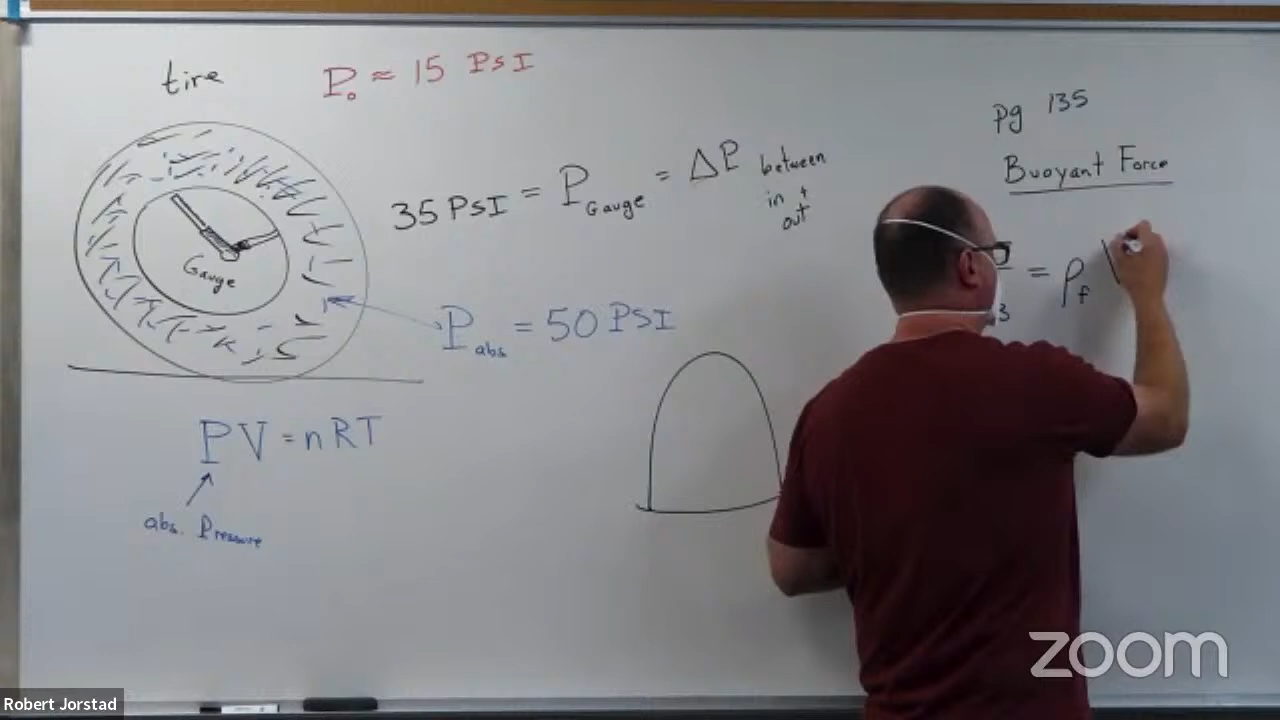 tire
P₀ ≈ 15 PSI
35 PSI = P Gauge = ΔP between in + out
Gauge
P abs = 50 PSI
PV = nRT
abs. Pressure
pg 135
Buoyant Force
3 = ρf V
zoom
Robert Jorstad